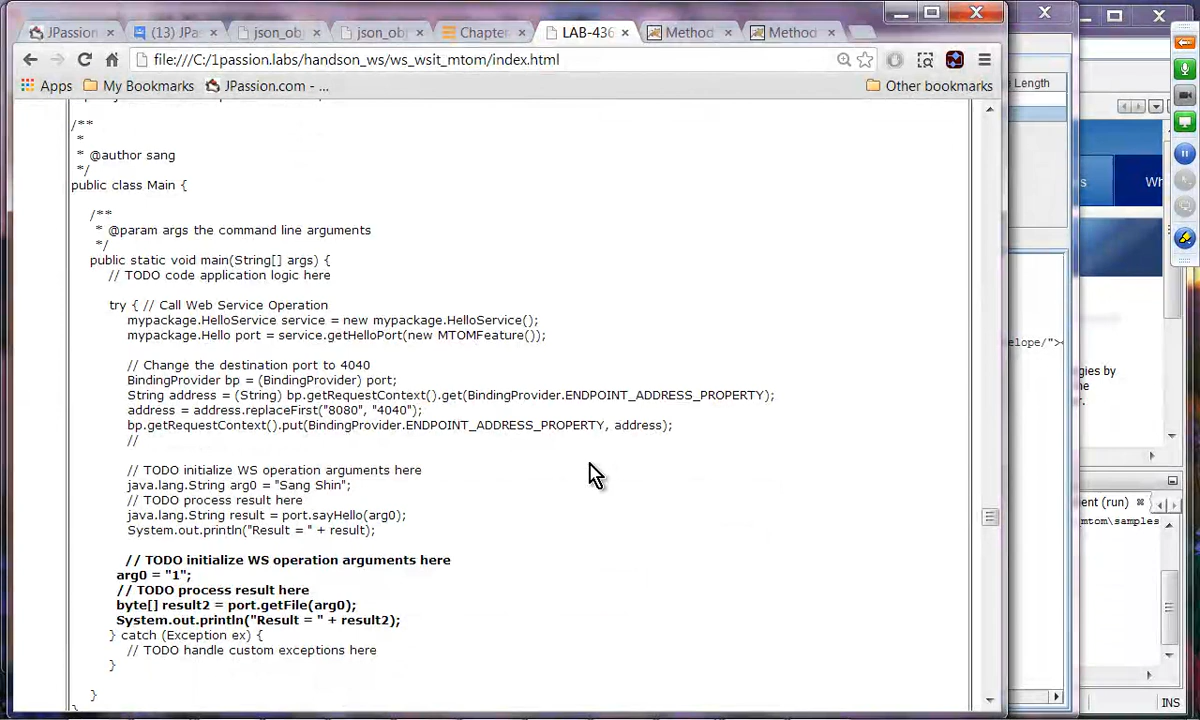 JPassion
(13) JPa
json_ob
json_ob
Chapter
LAB-436
Method
Method
file:///C:/1passion.labs/handson_ws/ws_wsit_mtom/index.html
Apps
My Bookmarks
JPassion.com - ...
Other bookmarks
/**
*
* @author sang
*/
public class Main {
/**
* @param args the command line arguments
*/
public static void main(String[] args) {
// TODO code application logic here
try { // Call Web Service Operation
mypackage.HelloService service = new mypackage.HelloService();
mypackage.Hello port = service.getHelloPort(new MTOMFeature());
// Change the destination port to 4040
BindingProvider bp = (BindingProvider) port;
String address = (String) bp.getRequestContext().get(BindingProvider.ENDPOINT_ADDRESS_PROPERTY);
address = address.replaceFirst("8080", "4040");
bp.getRequestContext().put(BindingProvider.ENDPOINT_ADDRESS_PROPERTY, address);
//
// TODO initialize WS operation arguments here
java.lang.String arg0 = "Sang Shin";
// TODO process result here
java.lang.String result = port.sayHello(arg0);
System.out.println("Result = " + result);
// TODO initialize WS operation arguments here
arg0 = "1";
// TODO process result here
byte[] result2 = port.getFile(arg0);
System.out.println("Result = " + result2);
} catch (Exception ex) {
// TODO handle custom exceptions here
}
}
}
n Length
s
Wh
elope/">
gies by
e
r.
ent (run)
mtom\samples
INS